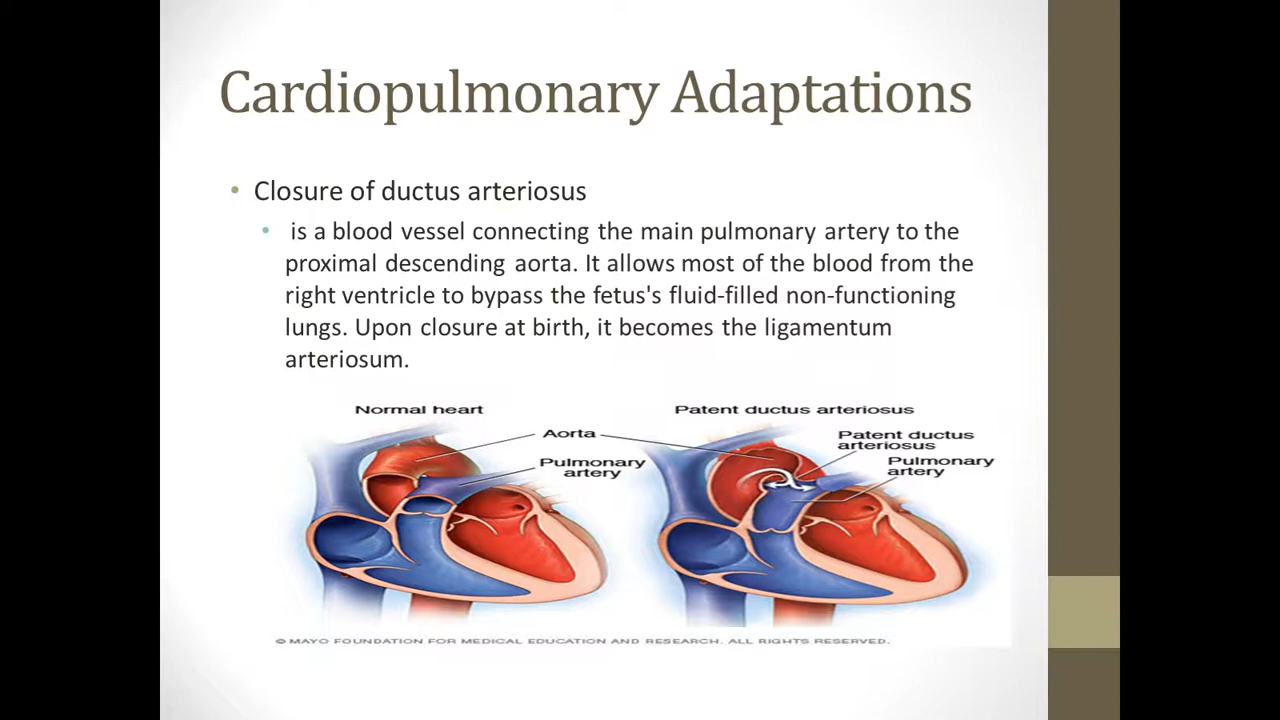 Cardiopulmonary Adaptations
• Closure of ductus arteriosus
• is a blood vessel connecting the main pulmonary artery to the
proximal descending aorta. It allows most of the blood from the
right ventricle to bypass the fetus's fluid-filled non-functioning
lungs. Upon closure at birth, it becomes the ligamentum
arteriosum.
Normal heart
Patent ductus arteriosus
Aorta
Pulmonary
artery
Patent ductus
arteriosus
Pulmonary
artery
© MAYO FOUNDATION FOR MEDICAL EDUCATION AND RESEARCH. ALL RIGHTS RESERVED.